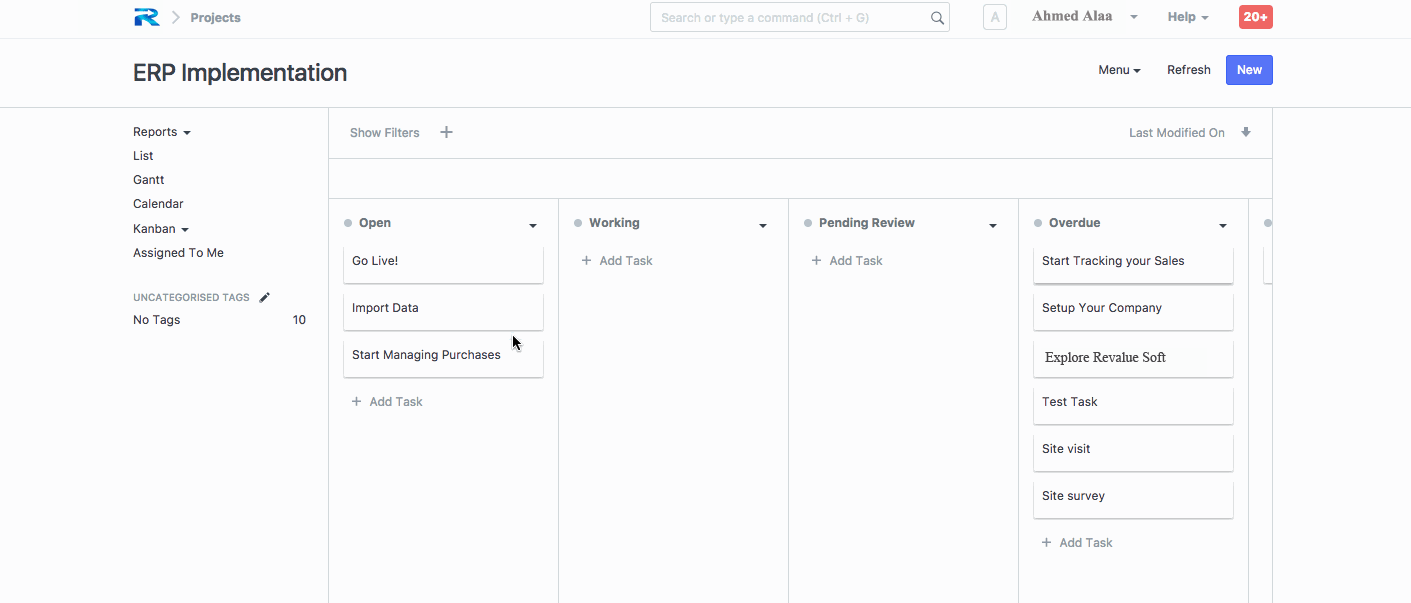 Projects
Search or type a command (Ctrl + G)
A
Ahmed Alaa
Help
20+
ERP Implementation
Menu
Refresh
New
Reports
List
Gantt
Calendar
Kanban
Assigned To Me
UNCATEGORISED TAGS
No Tags 10
Show Filters
Last Modified On
Open
Go Live!
Import Data
Start Managing Purchases
+ Add Task
Working
+ Add Task
Pending Review
+ Add Task
Overdue
Start Tracking your Sales
Setup Your Company
Explore Revalue Soft
Test Task
Site visit
Site survey
+ Add Task